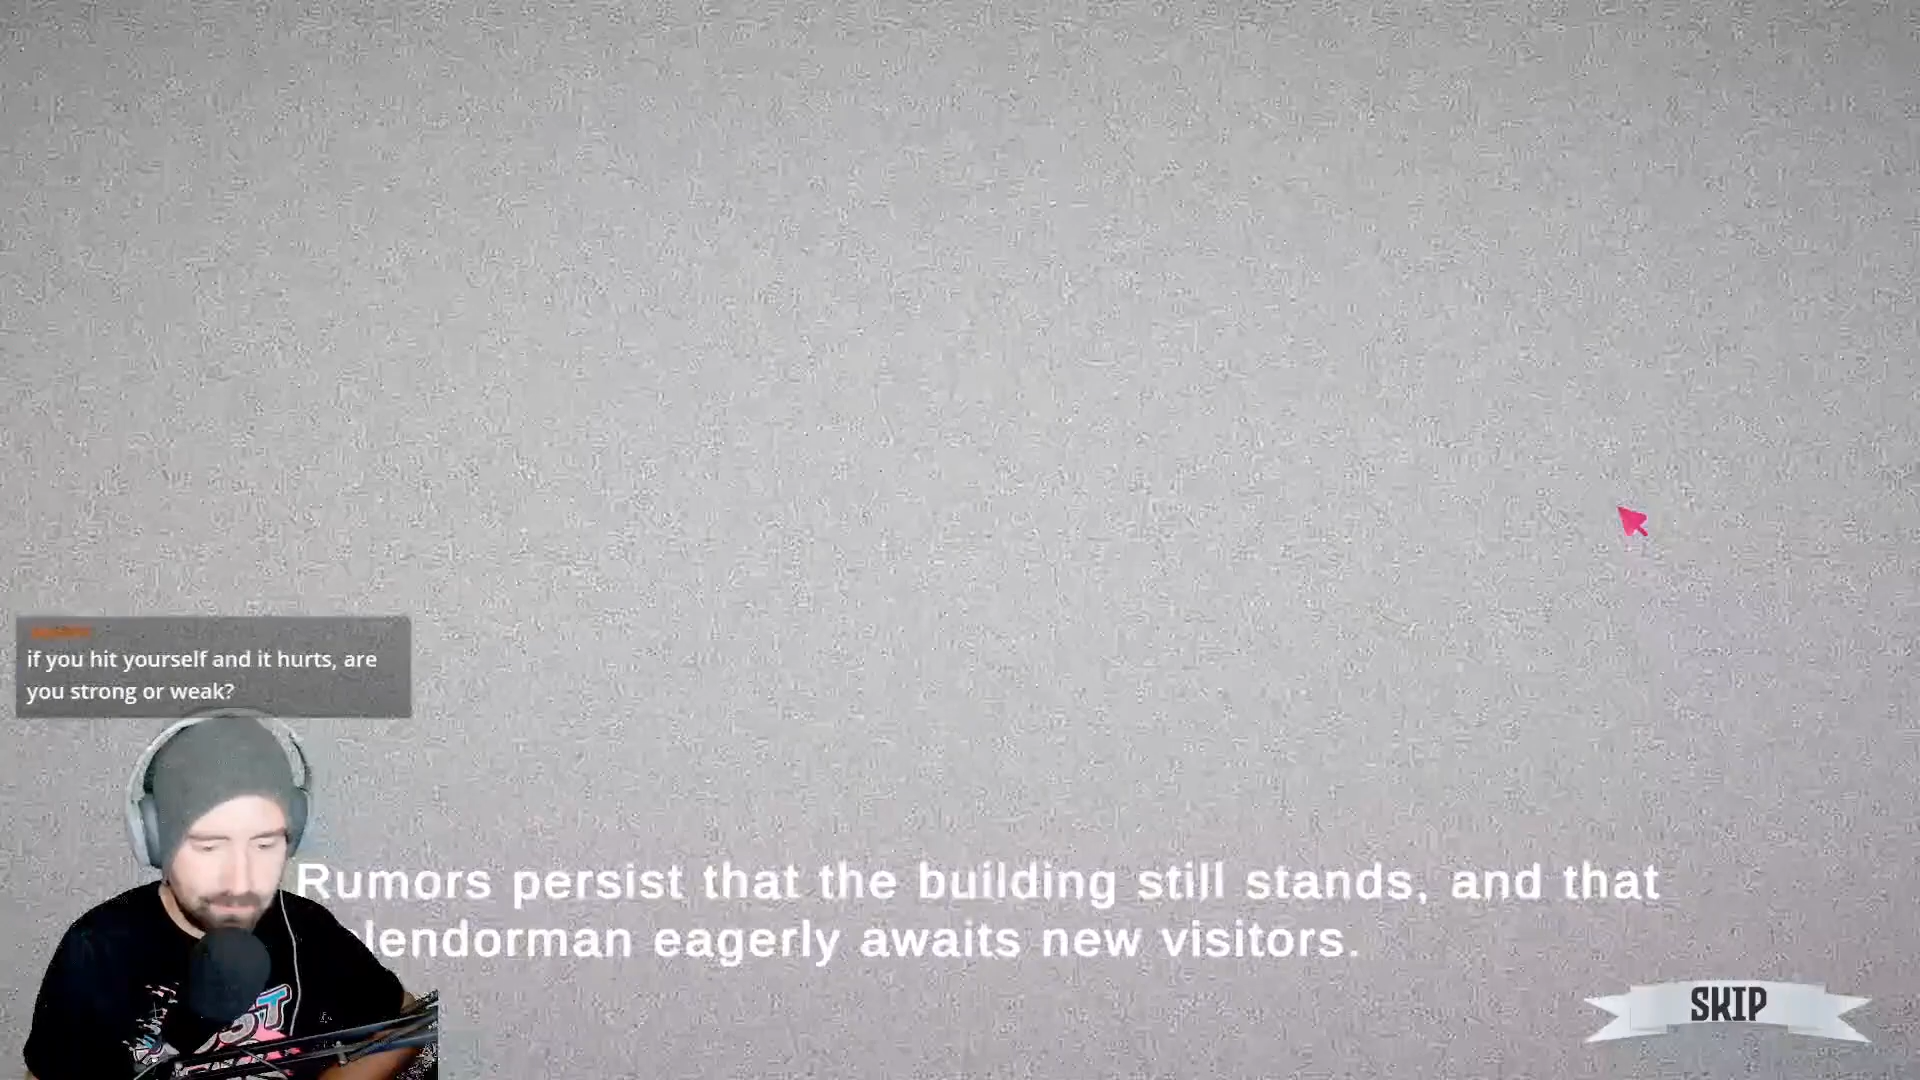 if you hit yourself and it hurts, are
you strong or weak?
Rumors persist that the building still stands, and that
eagerly awaits new visitors.
SKIP